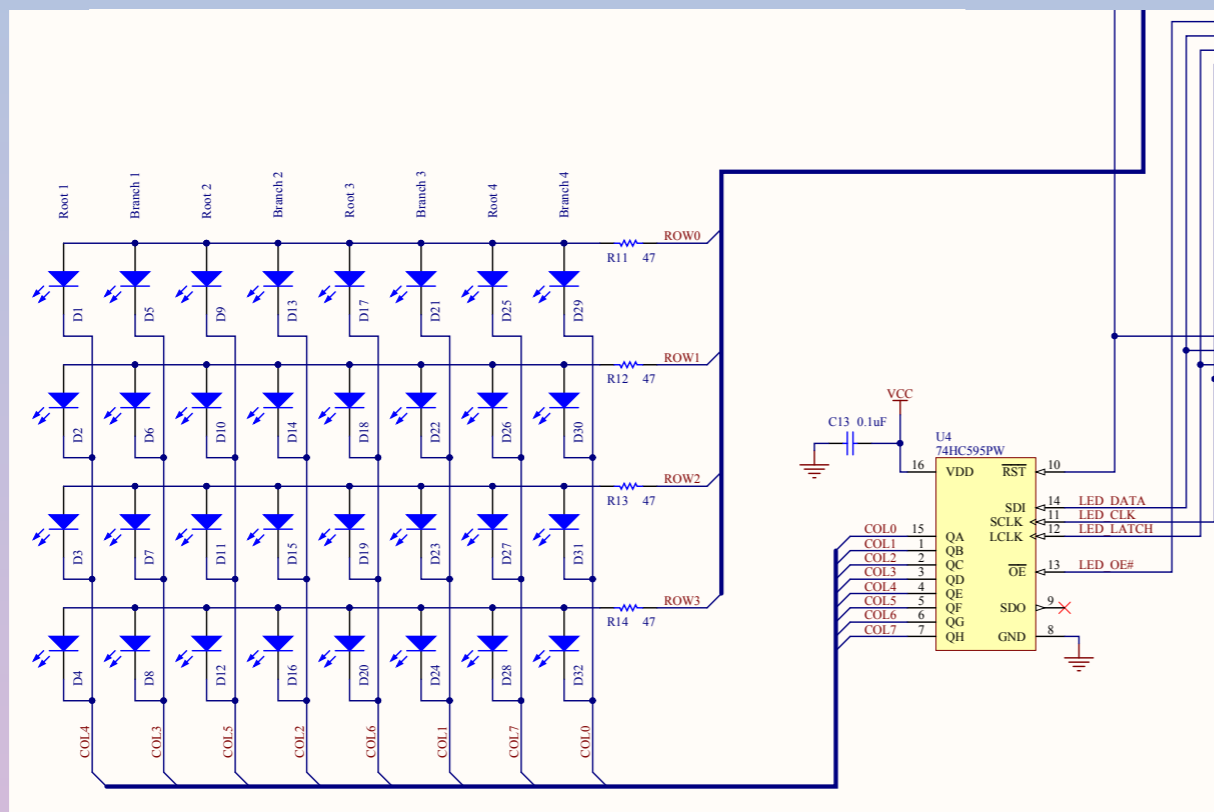 Root 1
Branch 1
Root 2
Branch 2
Root 3
Branch 3
Root 4
Branch 4
ROW0
R11 47
D1
D5
D9
D13
D17
D21
D25
D29
ROW1
R12 47
D2
D6
D10
D14
D18
D22
D26
D30
ROW2
R13 47
D3
D7
D11
D15
D19
D23
D27
D31
ROW3
R14 47
D4
D8
D12
D16
D20
D24
D28
D32
COL4
COL3
COL5
COL2
COL6
COL1
COL7
COL0
VCC
C13 0.1uF
U4
74HC595PW
16 VDD RST 10
SDI 14 LED_DATA
SCLK 11 LED_CLK
LCLK 12 LED_LATCH
COL0 15 QA
COL1 1 QB
COL2 2 QC
COL3 3 QD
OE 13 LED_OE#
COL4 4 QE
COL5 5 QF
SDO 9
COL6 6 QG
COL7 7 QH
GND 8